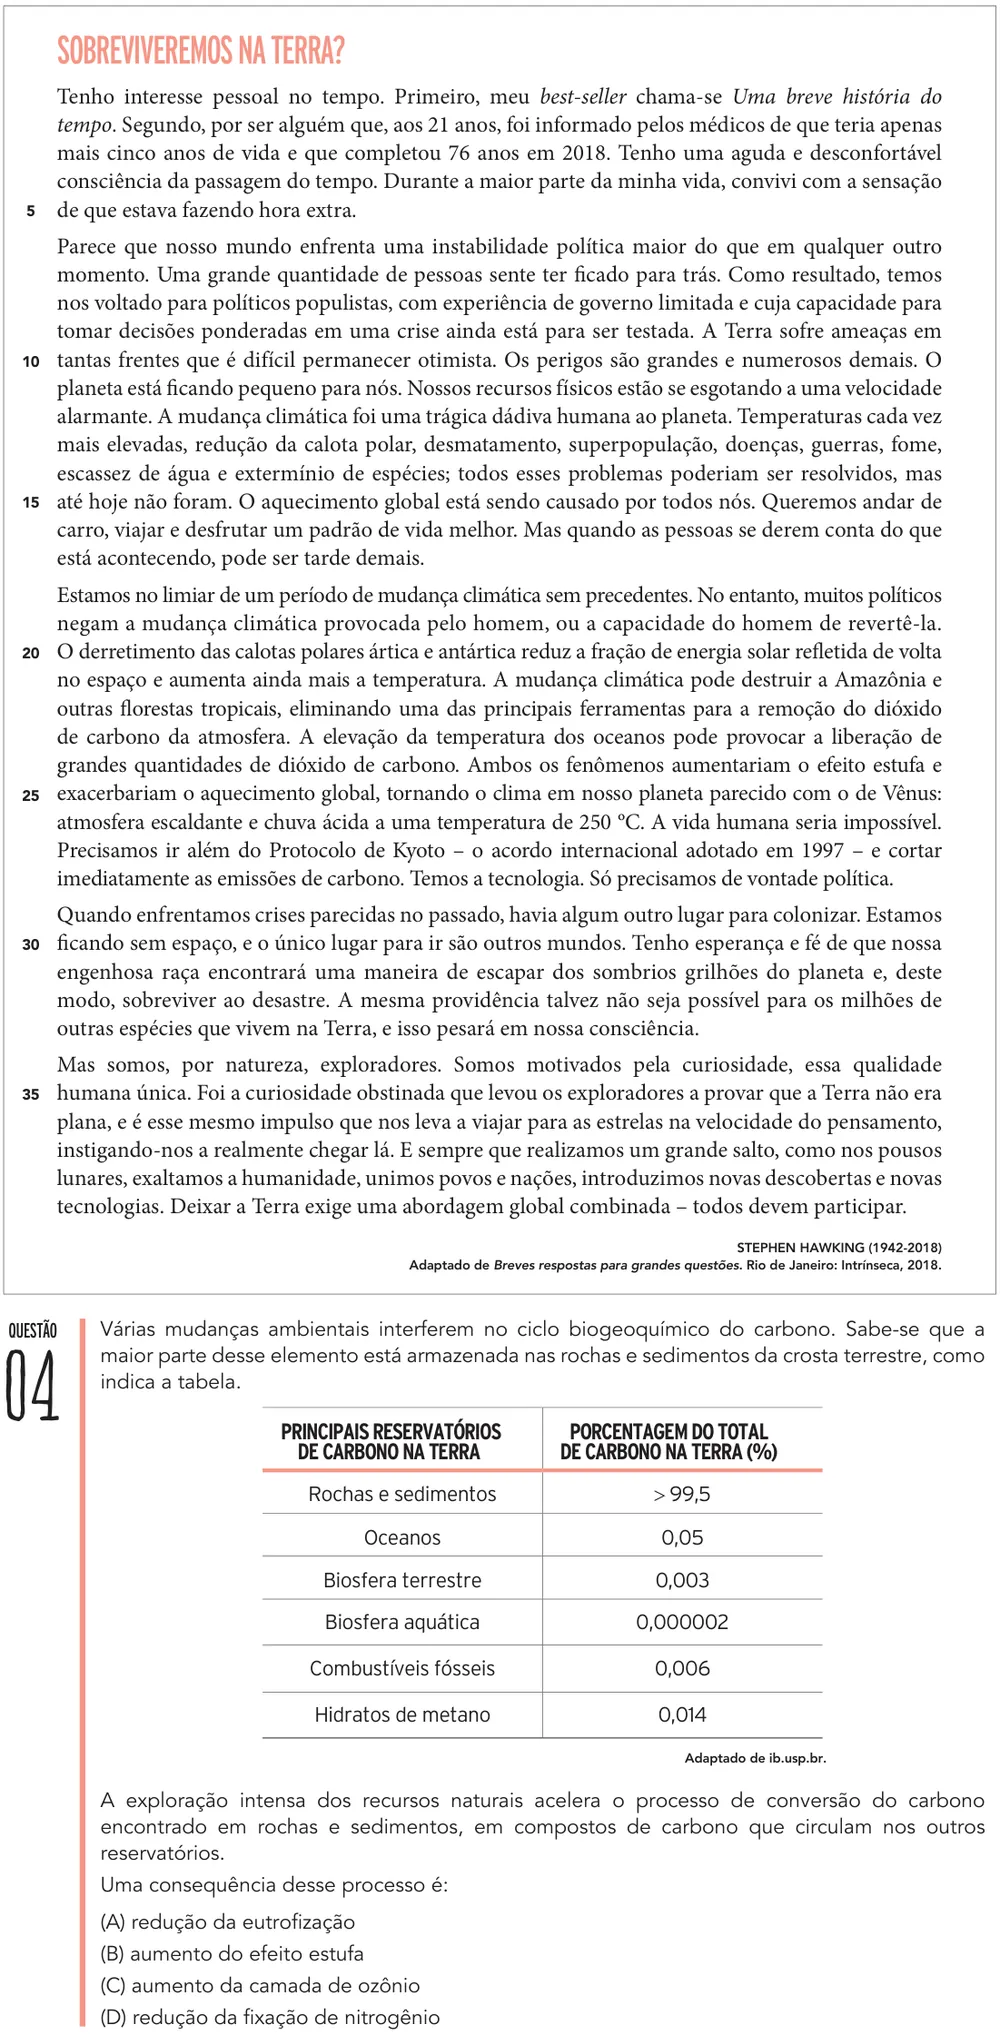 SOBREVIVEREMOS NA TERRA?
Tenho interesse pessoal no tempo. Primeiro, meu best-seller chama-se Uma breve história do
tempo. Segundo, por ser alguém que, aos 21 anos, foi informado pelos médicos de que teria apenas
mais cinco anos de vida e que completou 76 anos em 2018. Tenho uma aguda e desconfortável
consciência da passagem do tempo. Durante a maior parte da minha vida, convivi com a sensação
5 de que estava fazendo hora extra.
Parece que nosso mundo enfrenta uma instabilidade política maior do que em qualquer outro
momento. Uma grande quantidade de pessoas sente ter ficado para trás. Como resultado, temos
nos voltado para políticos populistas, com experiência de governo limitada e cuja capacidade para
tomar decisões ponderadas em uma crise ainda está para ser testada. A Terra sofre ameaças em
10 tantas frentes que é difícil permanecer otimista. Os perigos são grandes e numerosos demais. O
planeta está ficando pequeno para nós. Nossos recursos físicos estão se esgotando a uma velocidade
alarmante. A mudança climática foi uma trágica dádiva humana ao planeta. Temperaturas cada vez
mais elevadas, redução da calota polar, desmatamento, superpopulação, doenças, guerras, fome,
escassez de água e extermínio de espécies; todos esses problemas poderiam ser resolvidos, mas
15 até hoje não foram. O aquecimento global está sendo causado por todos nós. Queremos andar de
carro, viajar e desfrutar um padrão de vida melhor. Mas quando as pessoas se derem conta do que
está acontecendo, pode ser tarde demais.
Estamos no limiar de um período de mudança climática sem precedentes. No entanto, muitos políticos
negam a mudança climática provocada pelo homem, ou a capacidade do homem de revertê-la.
20 O derretimento das calotas polares ártica e antártica reduz a fração de energia solar refletida de volta
no espaço e aumenta ainda mais a temperatura. A mudança climática pode destruir a Amazônia e
outras florestas tropicais, eliminando uma das principais ferramentas para a remoção do dióxido
de carbono da atmosfera. A elevação da temperatura dos oceanos pode provocar a liberação de
grandes quantidades de dióxido de carbono. Ambos os fenômenos aumentariam o efeito estufa e
25 exacerbariam o aquecimento global, tornando o clima em nosso planeta parecido com o de Vênus:
atmosfera escaldante e chuva ácida a uma temperatura de 250 ºC. A vida humana seria impossível.
Precisamos ir além do Protocolo de Kyoto – o acordo internacional adotado em 1997 – e cortar
imediatamente as emissões de carbono. Temos a tecnologia. Só precisamos de vontade política.
Quando enfrentamos crises parecidas no passado, havia algum outro lugar para colonizar. Estamos
30 ficando sem espaço, e o único lugar para ir são outros mundos. Tenho esperança e fé de que nossa
engenhosa raça encontrará uma maneira de escapar dos sombrios grilhões do planeta e, deste
modo, sobreviver ao desastre. A mesma providência talvez não seja possível para os milhões de
outras espécies que vivem na Terra, e isso pesará em nossa consciência.
Mas somos, por natureza, exploradores. Somos motivados pela curiosidade, essa qualidade
35 humana única. Foi a curiosidade obstinada que levou os exploradores a provar que a Terra não era
plana, e é esse mesmo impulso que nos leva a viajar para as estrelas na velocidade do pensamento,
instigando-nos a realmente chegar lá. E sempre que realizamos um grande salto, como nos pousos
lunares, exaltamos a humanidade, unimos povos e nações, introduzimos novas descobertas e novas
tecnologias. Deixar a Terra exige uma abordagem global combinada – todos devem participar.
STEPHEN HAWKING (1942-2018)
Adaptado de Breves respostas para grandes questões. Rio de Janeiro: Intrínseca, 2018.
QUESTÃO
04
Várias mudanças ambientais interferem no ciclo biogeoquímico do carbono. Sabe-se que a
maior parte desse elemento está armazenada nas rochas e sedimentos da crosta terrestre, como
indica a tabela.
PRINCIPAIS RESERVATÓRIOS DE CARBONO NA TERRA PORCENTAGEM DO TOTAL DE CARBONO NA TERRA (%)
Rochas e sedimentos > 99,5
Oceanos 0,05
Biosfera terrestre 0,003
Biosfera aquática 0,000002
Combustíveis fósseis 0,006
Hidratos de metano 0,014
Adaptado de ib.usp.br.
A exploração intensa dos recursos naturais acelera o processo de conversão do carbono
encontrado em rochas e sedimentos, em compostos de carbono que circulam nos outros
reservatórios.
Uma consequência desse processo é:
(A) redução da eutrofização
(B) aumento do efeito estufa
(C) aumento da camada de ozônio
(D) redução da fixação de nitrogênio